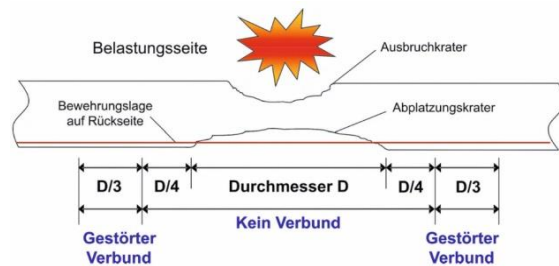 Belastungsseite
Ausbruchkrater
Bewehrungslage
auf Rückseite
Abplatzungskrater
D/3 D/4 Durchmesser D D/4 D/3
Kein Verbund
Gestörter
Verbund
Gestörter
Verbund